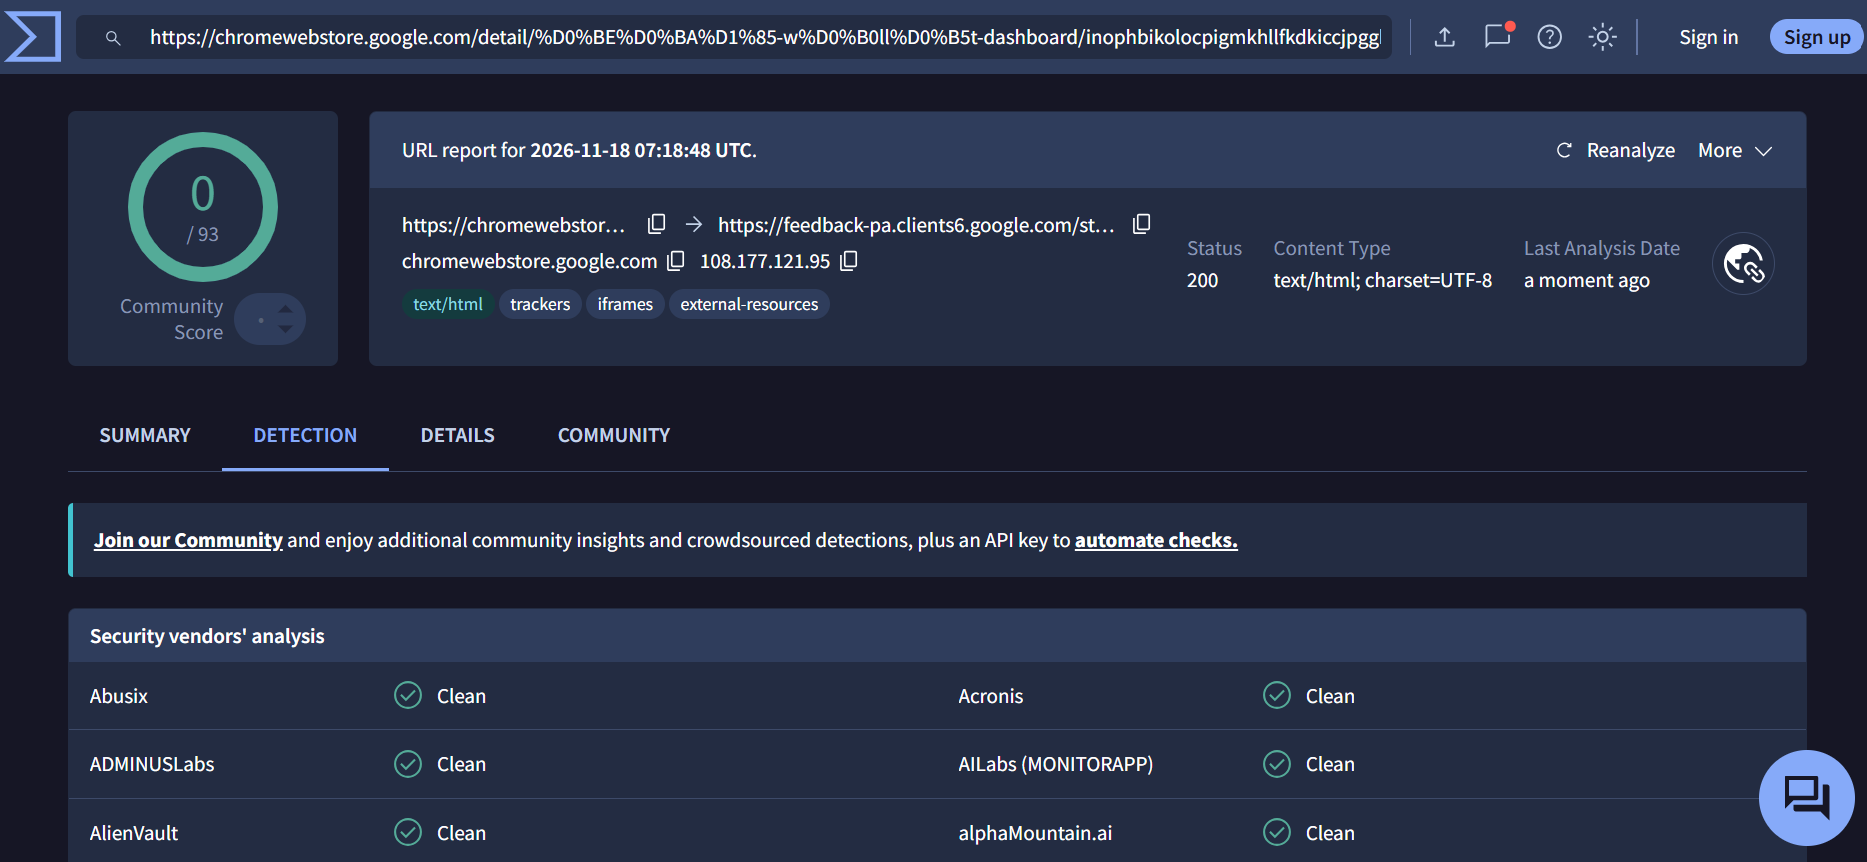 https://chromewebstore.google.com/detail/%D0%BE%D0%BA%D1%85-w%D0%B0ll%D0%B5t-dashboard/inophbikolocpigmkhllfkdkiccjpgg
Sign in
Sign up
0
/ 93
Community
Score
URL report for 2026-11-18 07:18:48 UTC.
Reanalyze
More
https://chromewebstor...
https://feedback-pa.clients6.google.com/st...
chromewebstore.google.com
108.177.121.95
text/html
trackers
iframes
external-resources
Status
200
Content Type
text/html; charset=UTF-8
Last Analysis Date
a moment ago
SUMMARY
DETECTION
DETAILS
COMMUNITY
Join our Community and enjoy additional community insights and crowdsourced detections, plus an API key to automate checks.
Security vendors' analysis
Abusix
Clean
Acronis
Clean
ADMINUSLabs
Clean
AILabs (MONITORAPP)
Clean
AlienVault
Clean
alphaMountain.ai
Clean